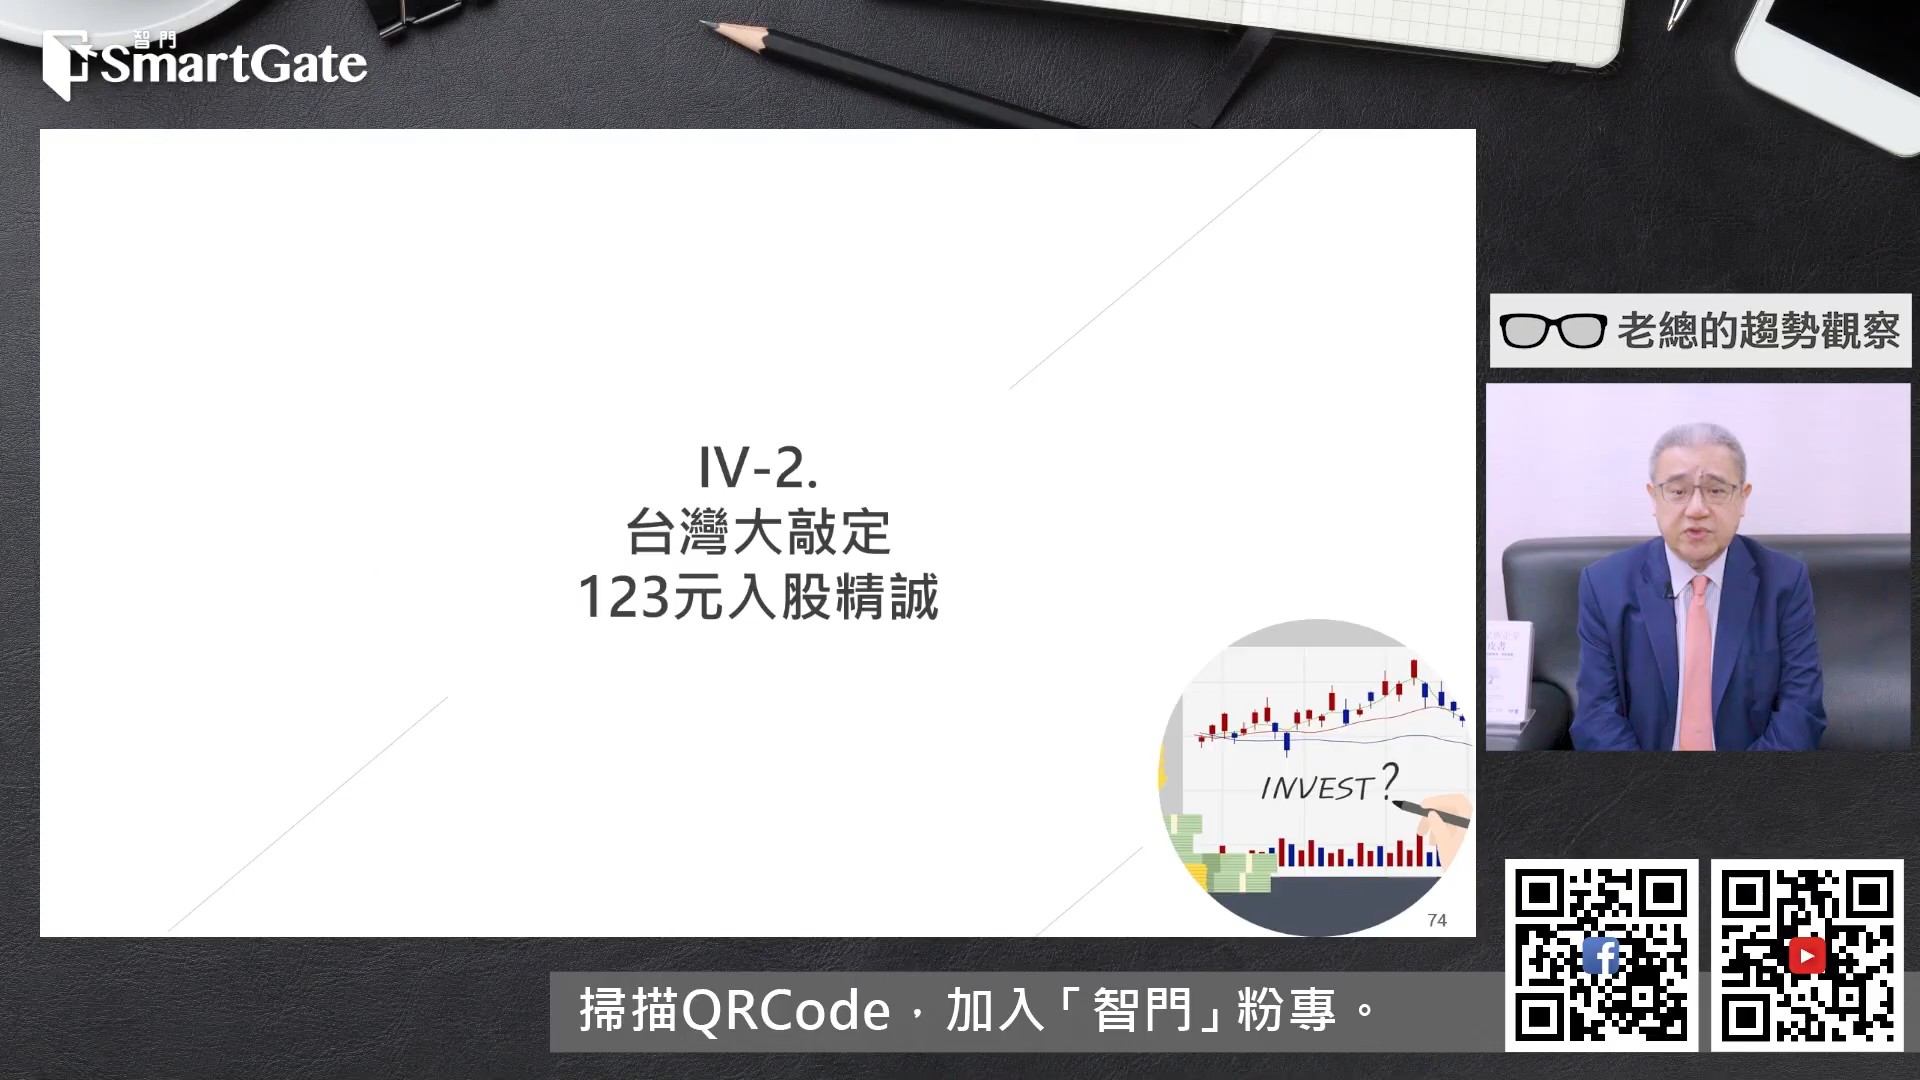 智門
SmartGate
IV-2.
台灣大敲定
123元入股精誠
INVEST?
74
老總的趨勢觀察
掃描QRCode，加入「智門」粉專。